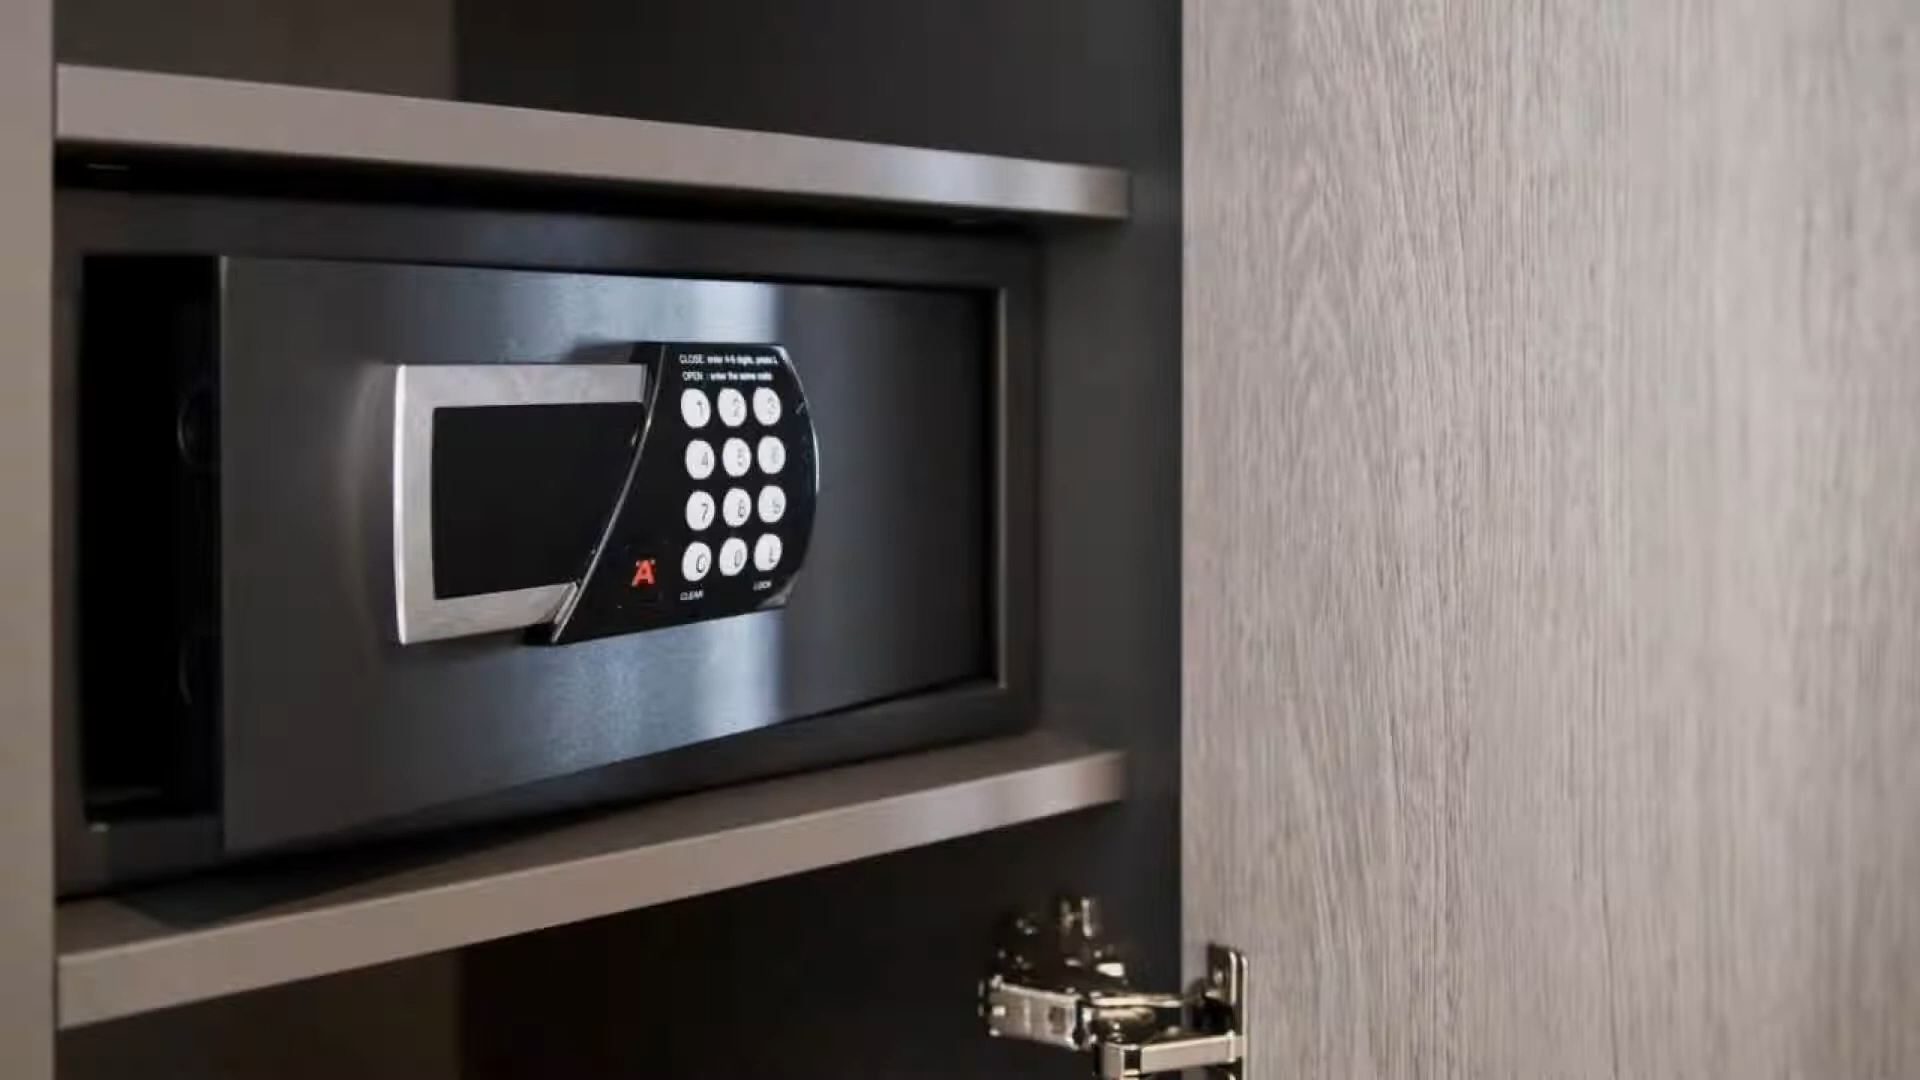 CLOSE: enter 4-6 digits, press L
OPEN : enter the same code
1 2 3
4 5 6
7 8 9
C 0 L
CLEAR LOCK
Ä